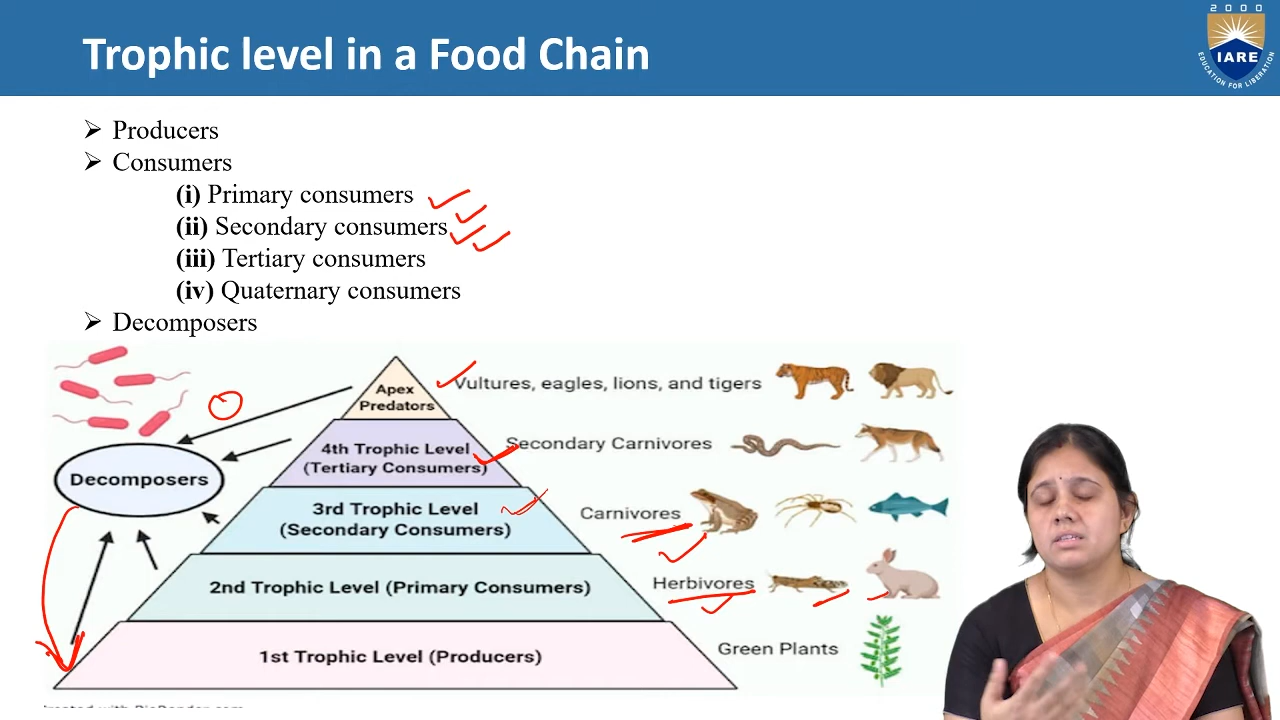 2000
Trophic level in a Food Chain
IARE
EDUCATION FOR LIBERATION
➢ Producers
➢ Consumers
(i) Primary consumers
(ii) Secondary consumers
(iii) Tertiary consumers
(iv) Quaternary consumers
➢ Decomposers
Apex
Predators
Vultures, eagles, lions, and tigers
4th Trophic Level
(Tertiary Consumers)
Secondary Carnivores
Decomposers
3rd Trophic Level
(Secondary Consumers)
Carnivores
2nd Trophic Level (Primary Consumers)
Herbivores
1st Trophic Level (Producers)
Green Plants